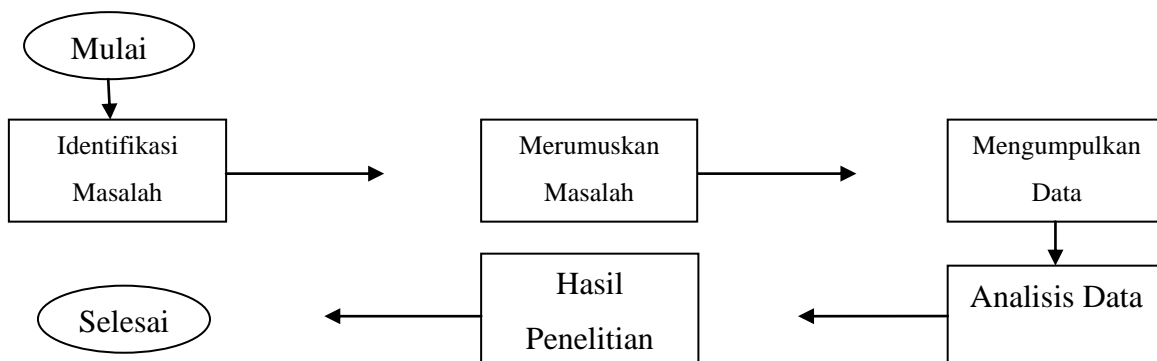 Mulai
Identifikasi
Masalah
Merumuskan
Masalah
Mengumpulkan
Data
Analisis Data
Hasil
Penelitian
Selesai